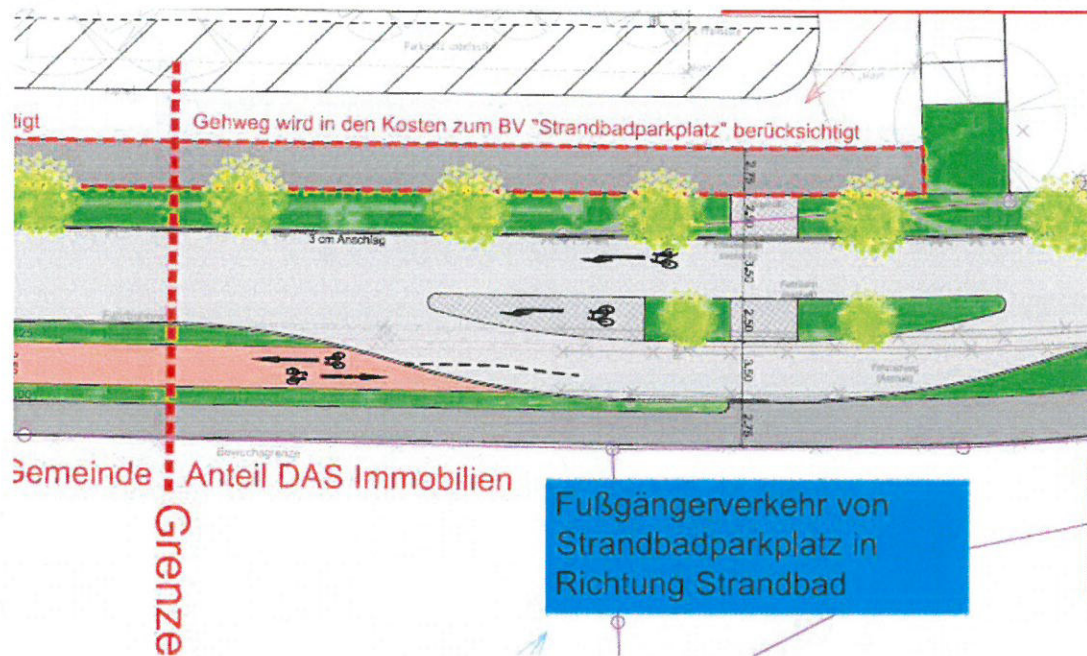 tigt
Gehweg wird in den Kosten zum BV "Strandbadparkplatz" berücksichtigt
2,75
2,50
3 cm Anschlag
3,50
2,50
3,50
2,75
Gemeinde
Anteil DAS Immobilien
Grenze
Fußgängerverkehr von
Strandbadparkplatz in
Richtung Strandbad